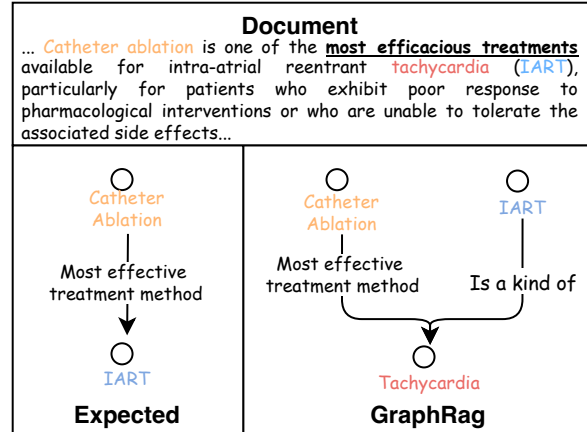 Document
... Catheter ablation is one of the most efficacious treatments
available for intra-atrial reentrant tachycardia (IART),
particularly for patients who exhibit poor response to
pharmacological interventions or who are unable to tolerate the
associated side effects...
Catheter
Ablation
Most effective
treatment method
IART
Expected
Catheter
Ablation
IART
Most effective
treatment method
Is a kind of
Tachycardia
GraphRag